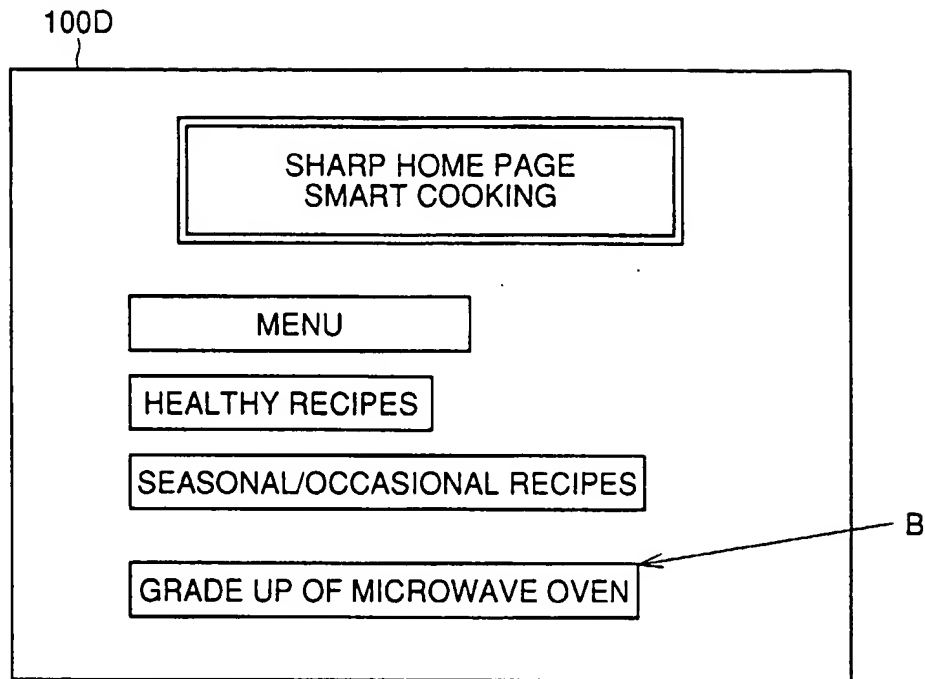 100D
SHARP HOME PAGE
SMART COOKING
MENU
HEALTHY RECIPES
SEASONAL/OCCASIONAL RECIPES
B
GRADE UP OF MICROWAVE OVEN